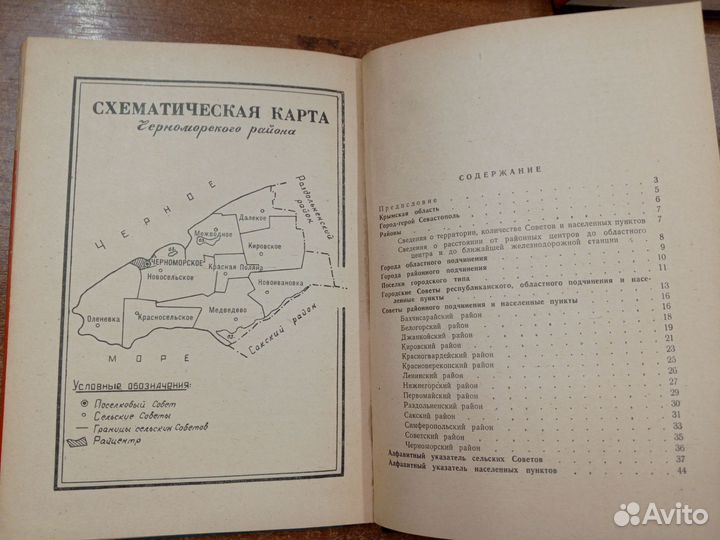 СХЕМАТИЧЕСКАЯ КАРТА
Черноморского района
ЧЕРНОЕ
Раздольненский
район
Далекое
Межводное
Кировское
ЧЕРНОМОРСКОЕ
Красная Поляна
Новосельское
Новоивановка
Медведево
Оленевка
Красносельское
Сакский район
МОРЕ
Условные обозначения:
Поселковый Совет
Сельские Советы
Границы сельских Советов
Райцентр
СОДЕРЖАНИЕ
Предисловие 3
Крымская область 5
Город-герой Севастополь 7
Районы 7
Сведения о территории, количестве Советов и населенных пунктов
Сведения о расстоянии от районных центров до областного
центра и до ближайшей железнодорожной станции 8
Города областного подчинения 9
Города районного подчинения 10
Поселки городского типа 11
Городские Советы республиканского, областного подчинения и насе-
ленные пункты 13
Советы районного подчинения и населенные пункты 16
Бахчисарайский район 16
Белогорский район 18
Джанкойский район 19
Кировский район 21
Красногвардейский район 23
Красноперекопский район 25
Ленинский район 26
Нижнегорский район 27
Первомайский район 29
Раздольненский район 30
Сакский район 31
Симферопольский район 33
Советский район 35
Черноморский район 36
Алфавитный указатель сельских Советов 37
Алфавитный указатель населенных пунктов 44
Avito